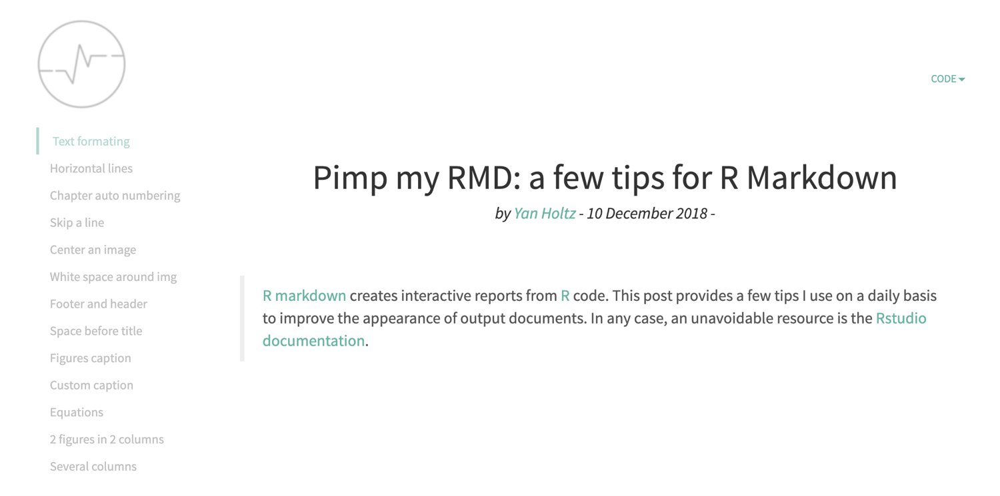 CODE
Text formating
Horizontal lines
Chapter auto numbering
Skip a line
Center an image
White space around img
Footer and header
Space before title
Figures caption
Custom caption
Equations
2 figures in 2 columns
Several columns
Pimp my RMD: a few tips for R Markdown
by Yan Holtz - 10 December 2018 -
R markdown creates interactive reports from R code. This post provides a few tips I use on a daily basis
to improve the appearance of output documents. In any case, an unavoidable resource is the Rstudio
documentation.